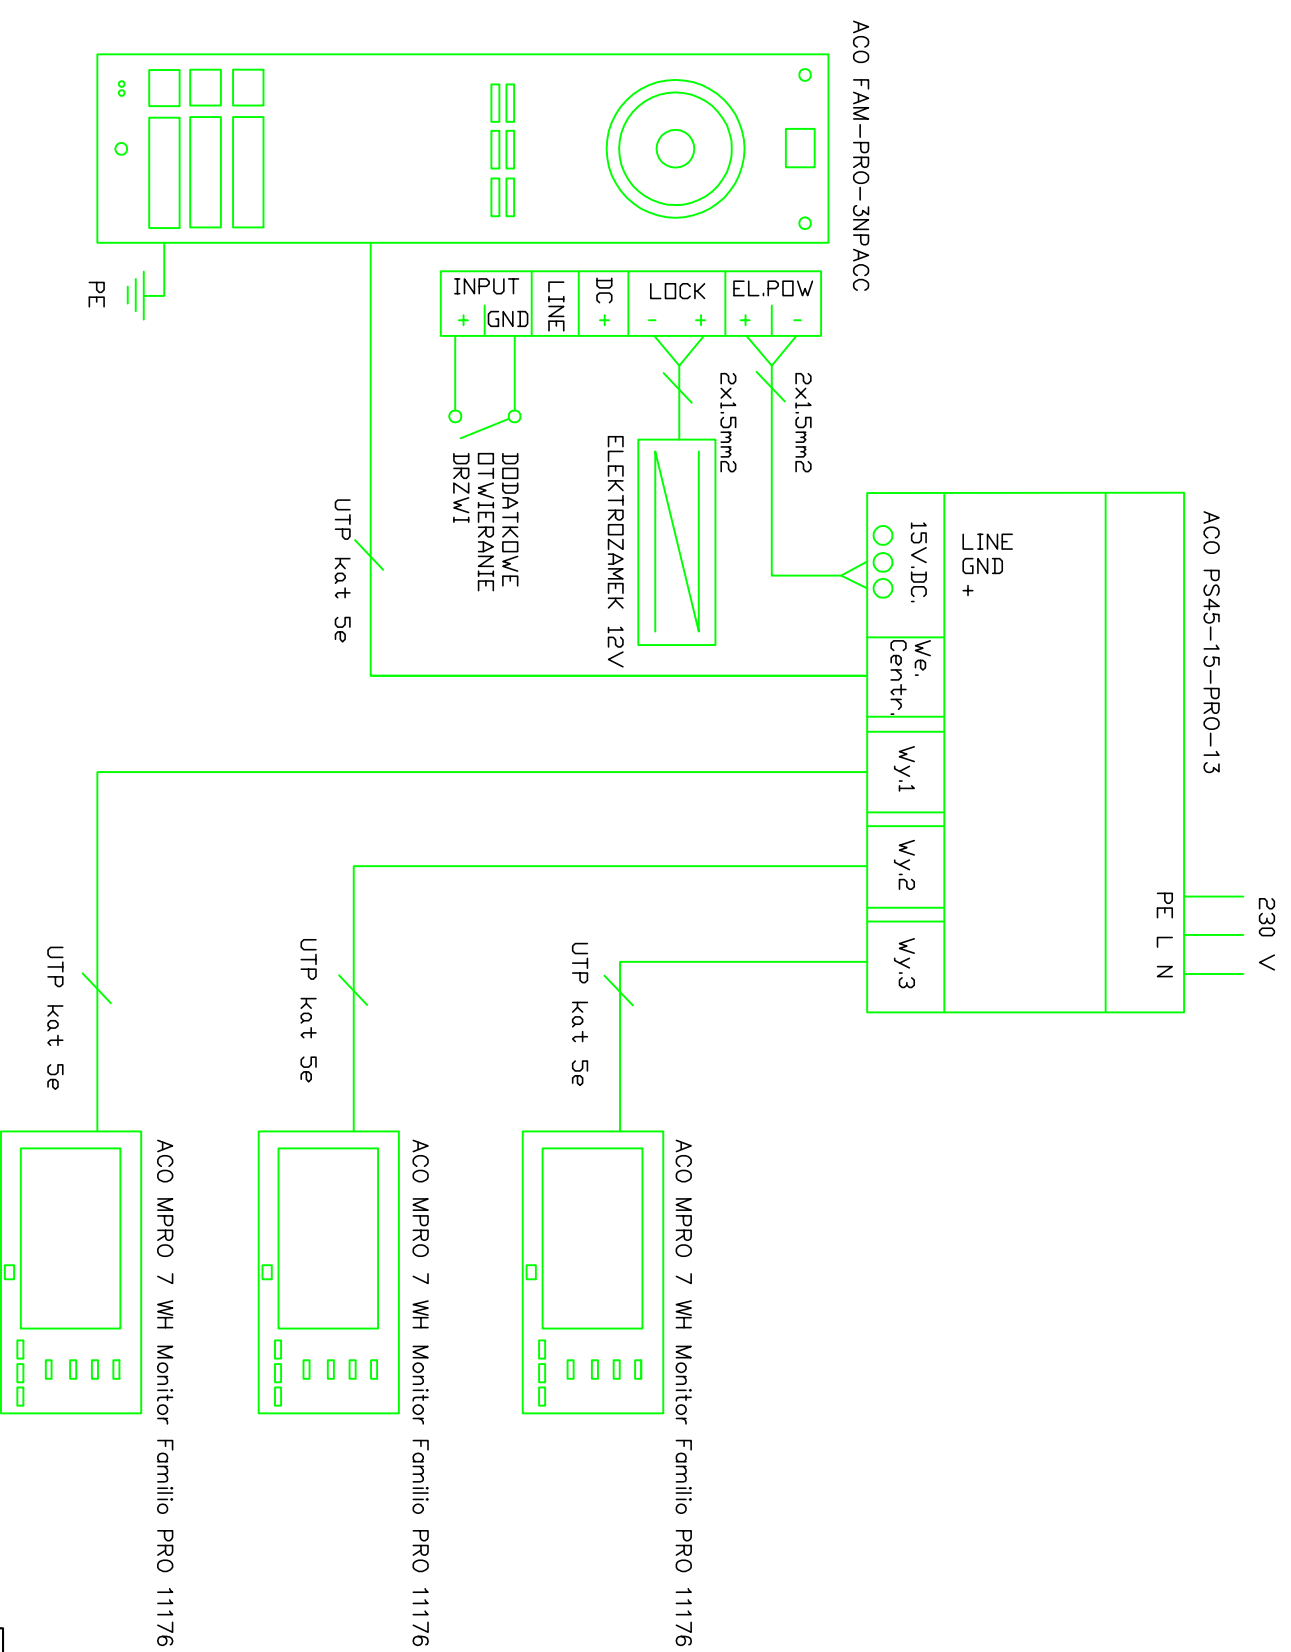 ACO FAM-PRO-3NPACC
PE
INPUT
+
GND
LINE
DC
+
LOCK
-
+
EL.POW
+
-
2x1,5mm2
2x1,5mm2
DODATKOWE
OTWIERANIE
DRZWI
ELEKTROZAMEK 12V
UTP kat 5e
ACO PS45-15-PRO-13
LINE
GND
+
15V.DC.
We.
Centr.
Wy.1
Wy.2
Wy.3
PE L N
230 V
UTP kat 5e
UTP kat 5e
UTP kat 5e
ACO MPRO 7 WH Monitor Familio PRO 11176
ACO MPRO 7 WH Monitor Familio PRO 11176
ACO MPRO 7 WH Monitor Familio PRO 11176